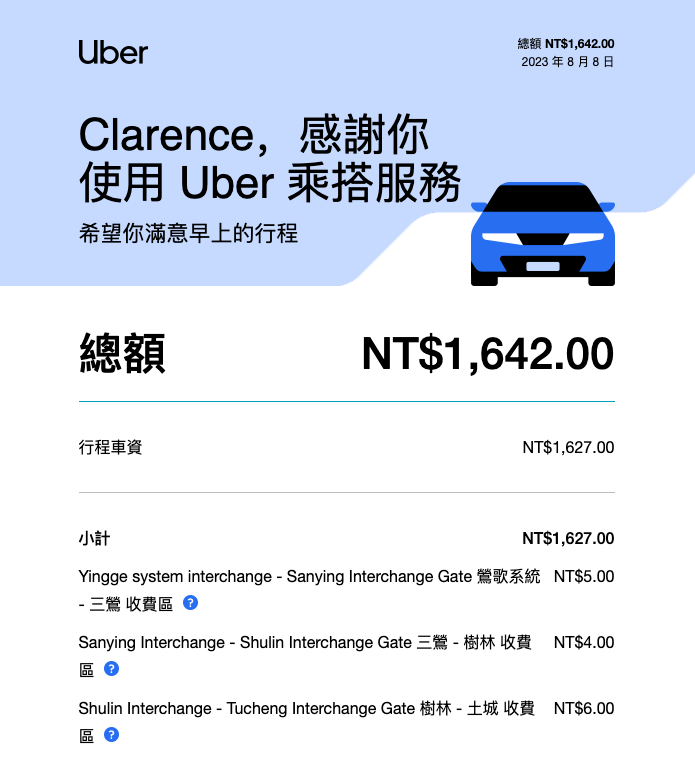 Uber
總額 NT$1,642.00
2023 年 8 月 8 日
Clarence，感謝你
使用 Uber 乘搭服務
希望你滿意早上的行程
總額 NT$1,642.00
行程車資 NT$1,627.00
小計 NT$1,627.00
Yingge system interchange - Sanying Interchange Gate 鶯歌系統 NT$5.00
- 三鶯 收費區 ?
Sanying Interchange - Shulin Interchange Gate 三鶯 - 樹林 收費 NT$4.00
區 ?
Shulin Interchange - Tucheng Interchange Gate 樹林 - 土城 收費 NT$6.00
區 ?